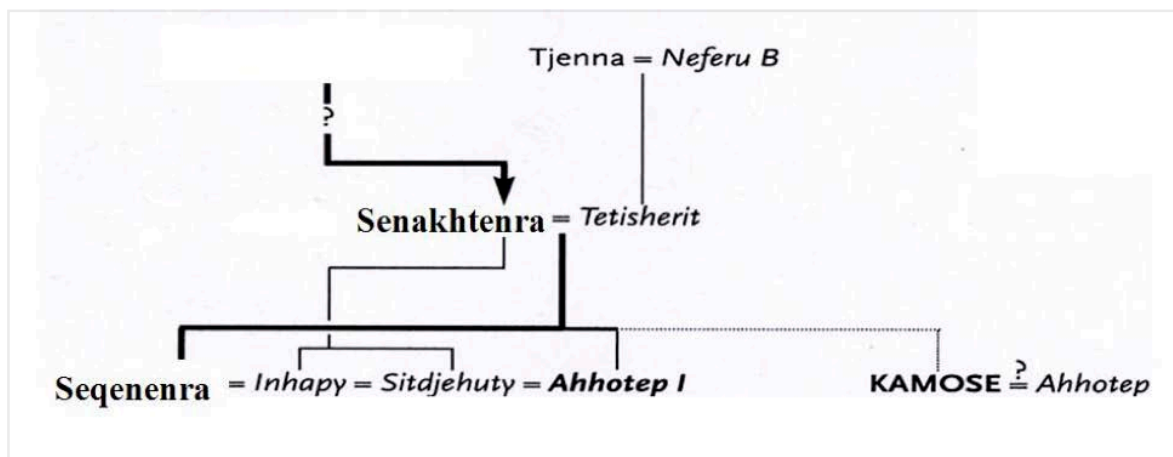 Tjenna = Neferu B
?
Senakhtenra = Tetisherit
Seqenenra = Inhapy = Sitdjehuty = Ahhotep I KAMOSE ?= Ahhotep